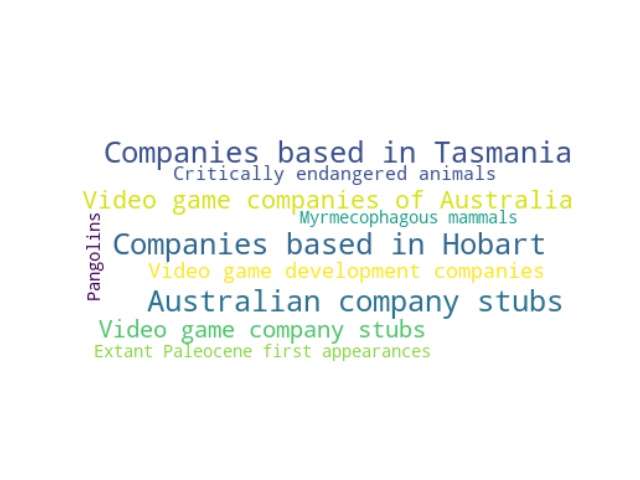 Companies based in Tasmania
Critically endangered animals
Video game companies of Australia
Myrmecophagous mammals
Pangolins
Companies based in Hobart
Video game development companies
Australian company stubs
Video game company stubs
Extant Paleocene first appearances